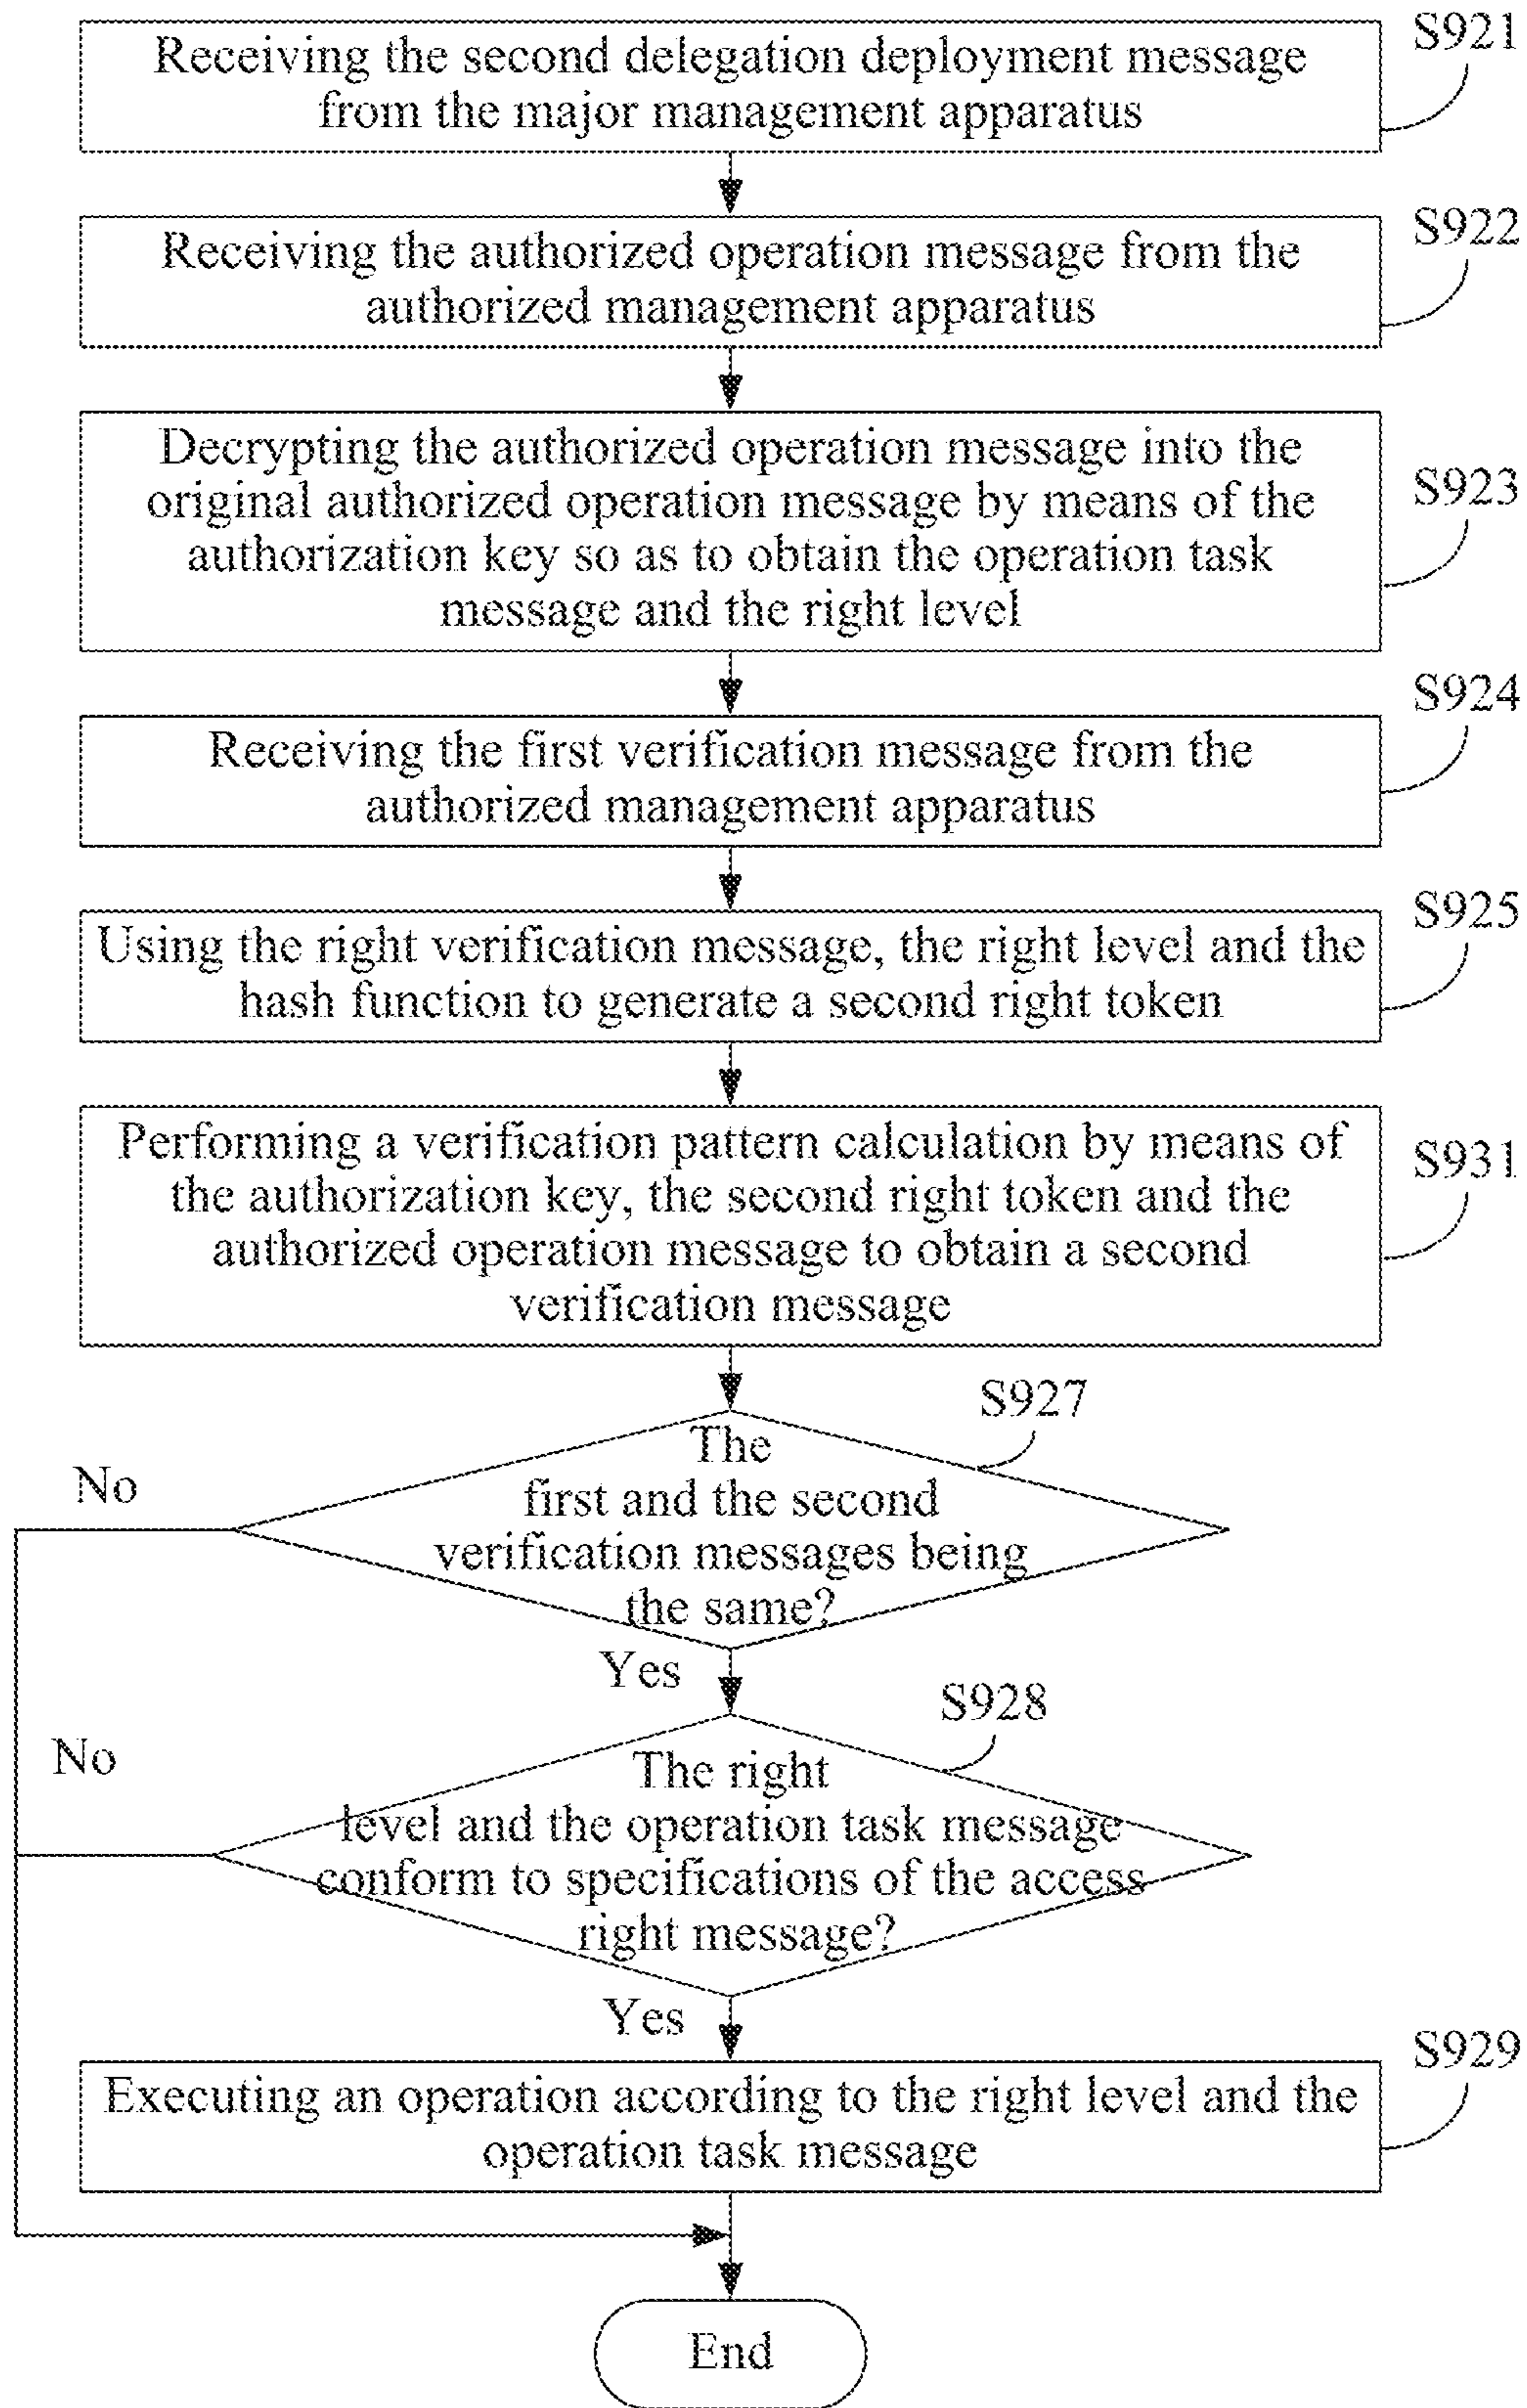 Receiving the second delegation deployment message
from the major management apparatus
S921
Receiving the authorized operation message from the
authorized management apparatus
S922
Decrypting the authorized operation message into the
original authorized operation message by means of the
authorization key so as to obtain the operation task
message and the right level
S923
Receiving the first verification message from the
authorized management apparatus
S924
Using the right verification message, the right level and the
hash function to generate a second right token
S925
Performing a verification pattern calculation by means of
the authorization key, the second right token and the
authorized operation message to obtain a second
verification message
S931
S927
The
first and the second
verification messages being
the same?
No
Yes
S928
The right
level and the operation task message
conform to specifications of the access
right message?
No
Yes
Executing an operation according to the right level and the
operation task message
S929
End